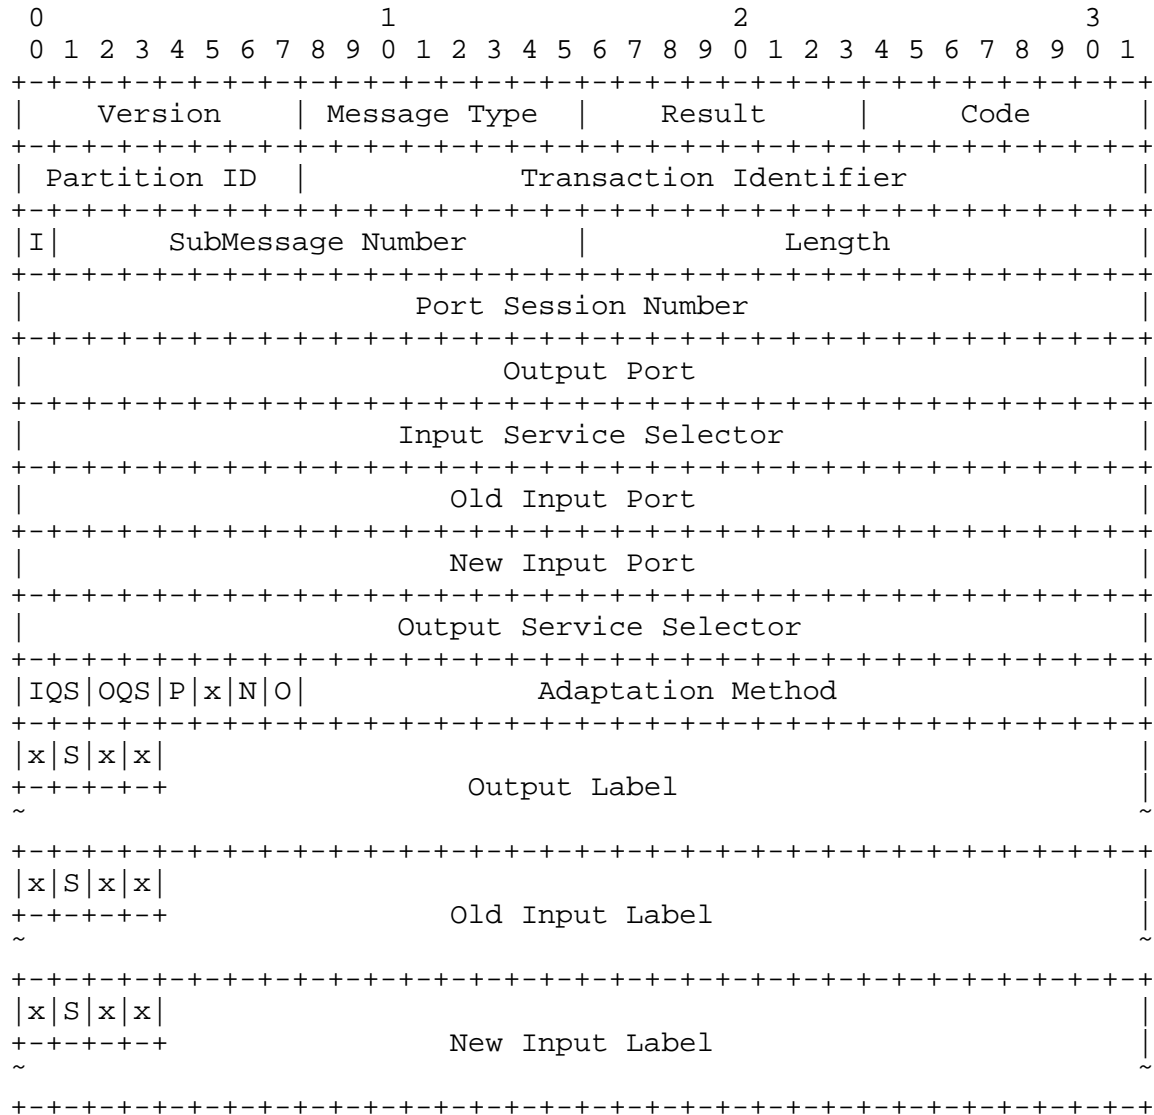 0                   1                   2                   3
 0 1 2 3 4 5 6 7 8 9 0 1 2 3 4 5 6 7 8 9 0 1 2 3 4 5 6 7 8 9 0 1
+-+-+-+-+-+-+-+-+-+-+-+-+-+-+-+-+-+-+-+-+-+-+-+-+-+-+-+-+-+-+-+-+
|    Version    | Message Type  |    Result     |     Code      |
+-+-+-+-+-+-+-+-+-+-+-+-+-+-+-+-+-+-+-+-+-+-+-+-+-+-+-+-+-+-+-+-+
| Partition ID  |            Transaction Identifier             |
+-+-+-+-+-+-+-+-+-+-+-+-+-+-+-+-+-+-+-+-+-+-+-+-+-+-+-+-+-+-+-+-+
|I|      SubMessage Number      |           Length              |
+-+-+-+-+-+-+-+-+-+-+-+-+-+-+-+-+-+-+-+-+-+-+-+-+-+-+-+-+-+-+-+-+
|                      Port Session Number                      |
+-+-+-+-+-+-+-+-+-+-+-+-+-+-+-+-+-+-+-+-+-+-+-+-+-+-+-+-+-+-+-+-+
|                           Output Port                         |
+-+-+-+-+-+-+-+-+-+-+-+-+-+-+-+-+-+-+-+-+-+-+-+-+-+-+-+-+-+-+-+-+
|                     Input Service Selector                    |
+-+-+-+-+-+-+-+-+-+-+-+-+-+-+-+-+-+-+-+-+-+-+-+-+-+-+-+-+-+-+-+-+
|                        Old Input Port                         |
+-+-+-+-+-+-+-+-+-+-+-+-+-+-+-+-+-+-+-+-+-+-+-+-+-+-+-+-+-+-+-+-+
|                        New Input Port                         |
+-+-+-+-+-+-+-+-+-+-+-+-+-+-+-+-+-+-+-+-+-+-+-+-+-+-+-+-+-+-+-+-+
|                     Output Service Selector                   |
+-+-+-+-+-+-+-+-+-+-+-+-+-+-+-+-+-+-+-+-+-+-+-+-+-+-+-+-+-+-+-+-+
|IQS|OQS|P|x|N|O|             Adaptation Method                 |
+-+-+-+-+-+-+-+-+-+-+-+-+-+-+-+-+-+-+-+-+-+-+-+-+-+-+-+-+-+-+-+-+
|x|S|x|x|                                                       |
+-+-+-+-+                 Output Label                          |
~                                                               ~
+-+-+-+-+-+-+-+-+-+-+-+-+-+-+-+-+-+-+-+-+-+-+-+-+-+-+-+-+-+-+-+-+
|x|S|x|x|                                                       |
+-+-+-+-+                Old Input Label                        |
~                                                               ~
+-+-+-+-+-+-+-+-+-+-+-+-+-+-+-+-+-+-+-+-+-+-+-+-+-+-+-+-+-+-+-+-+
|x|S|x|x|                                                       |
+-+-+-+-+                New Input Label                        |
~                                                               ~
+-+-+-+-+-+-+-+-+-+-+-+-+-+-+-+-+-+-+-+-+-+-+-+-+-+-+-+-+-+-+-+-+